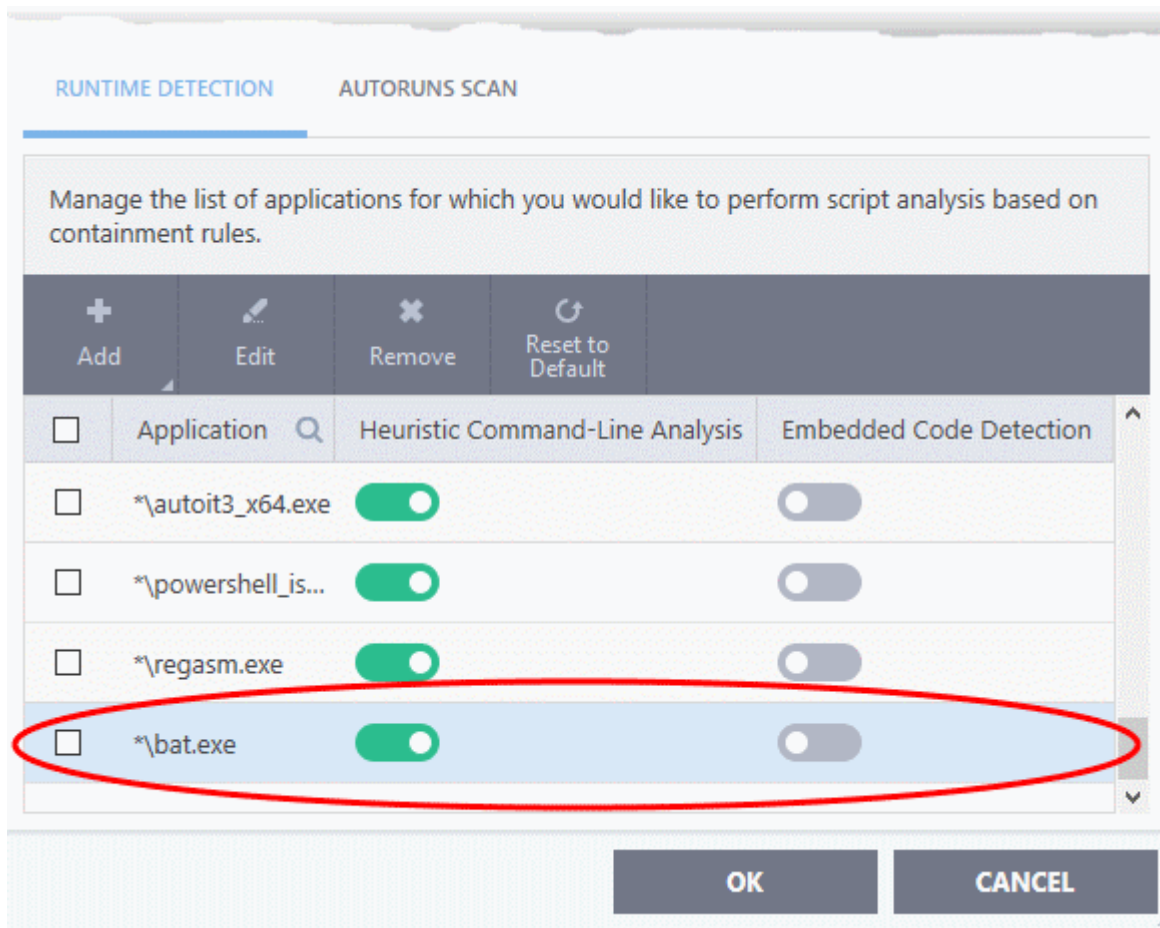 RUNTIME DETECTION AUTORUNS SCAN
Manage the list of applications for which you would like to perform script analysis based on
containment rules.
Add Edit Remove Reset to
Default
Application Heuristic Command-Line Analysis Embedded Code Detection
*\autoit3_x64.exe
*\powershell_is...
*\regasm.exe
*\bat.exe
OK CANCEL